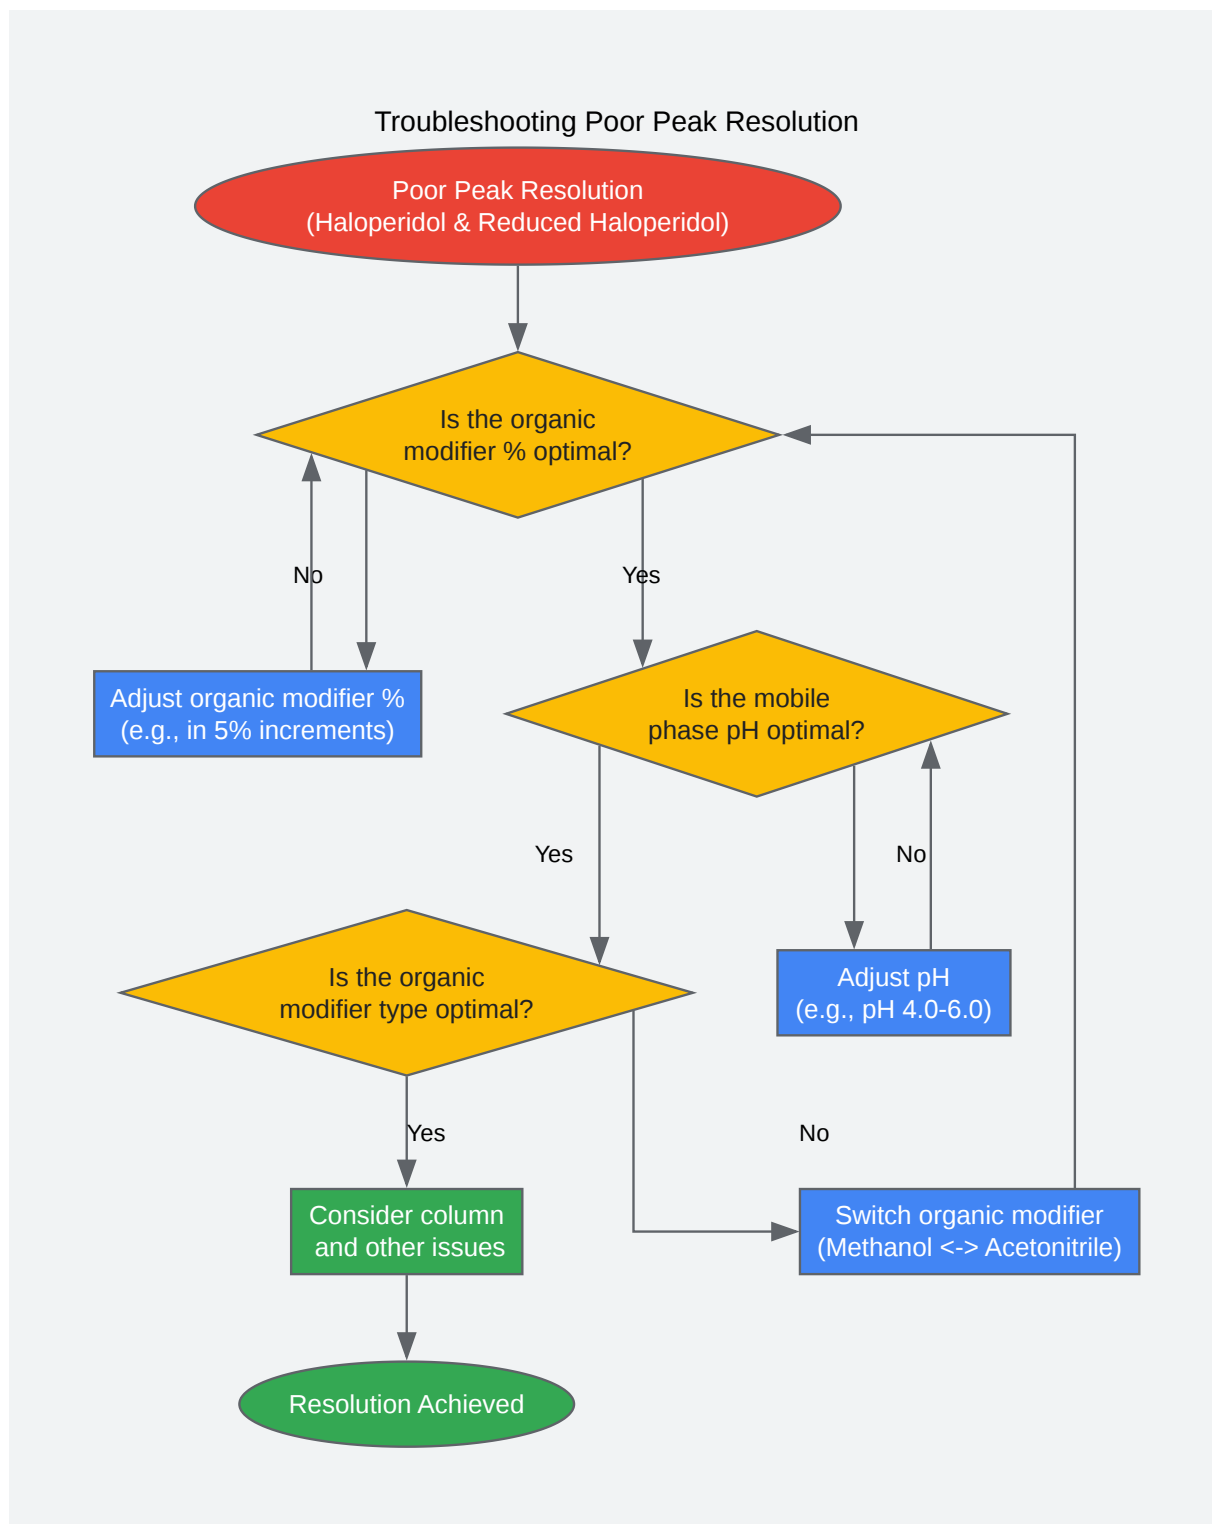 Troubleshooting Poor Peak Resolution
Poor Peak Resolution
(Haloperidol & Reduced Haloperidol)
Is the organic
modifier % optimal?
No
Yes
Adjust organic modifier %
(e.g., in 5% increments)
Is the mobile
phase pH optimal?
Yes
No
Is the organic
modifier type optimal?
Adjust pH
(e.g., pH 4.0-6.0)
Yes
No
Consider column
and other issues
Switch organic modifier
(Methanol <-> Acetonitrile)
Resolution Achieved